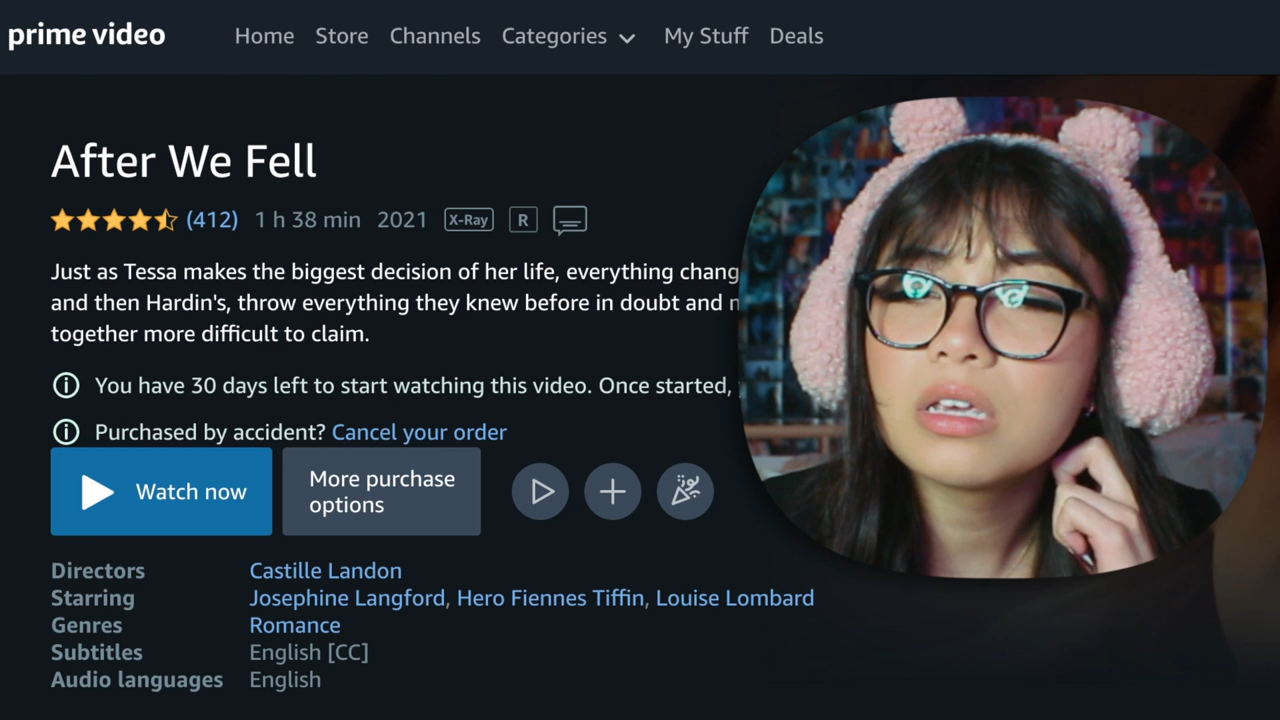 prime video Home Store Channels Categories My Stuff Deals
After We Fell
(412) 1 h 38 min 2021 X-Ray R
Just as Tessa makes the biggest decision of her life, everything chang
and then Hardin's, throw everything they knew before in doubt and
together more difficult to claim.
You have 30 days left to start watching this video. Once started,
Purchased by accident? Cancel your order
Watch now
More purchase
options
Directors Castille Landon
Starring Josephine Langford, Hero Fiennes Tiffin, Louise Lombard
Genres Romance
Subtitles English [CC]
Audio languages English